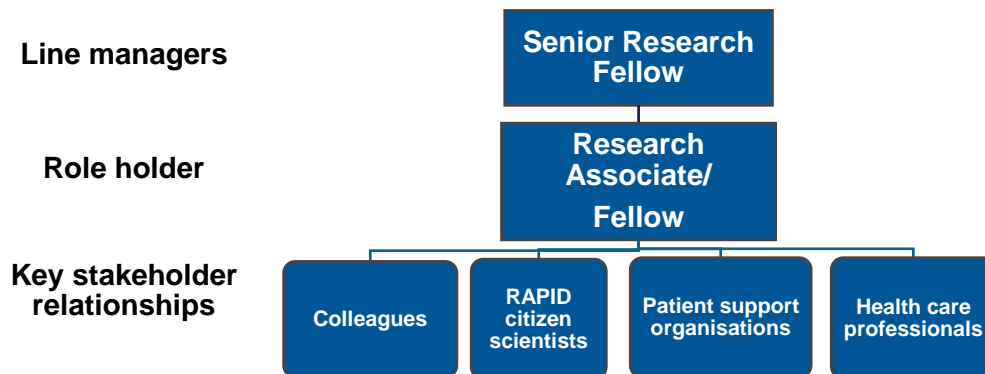 Line managers
Senior Research
Fellow
Role holder
Research
Associate/
Fellow
Key stakeholder
relationships
Colleagues
RAPID
citizen
scientists
Patient support
organisations
Health care
professionals